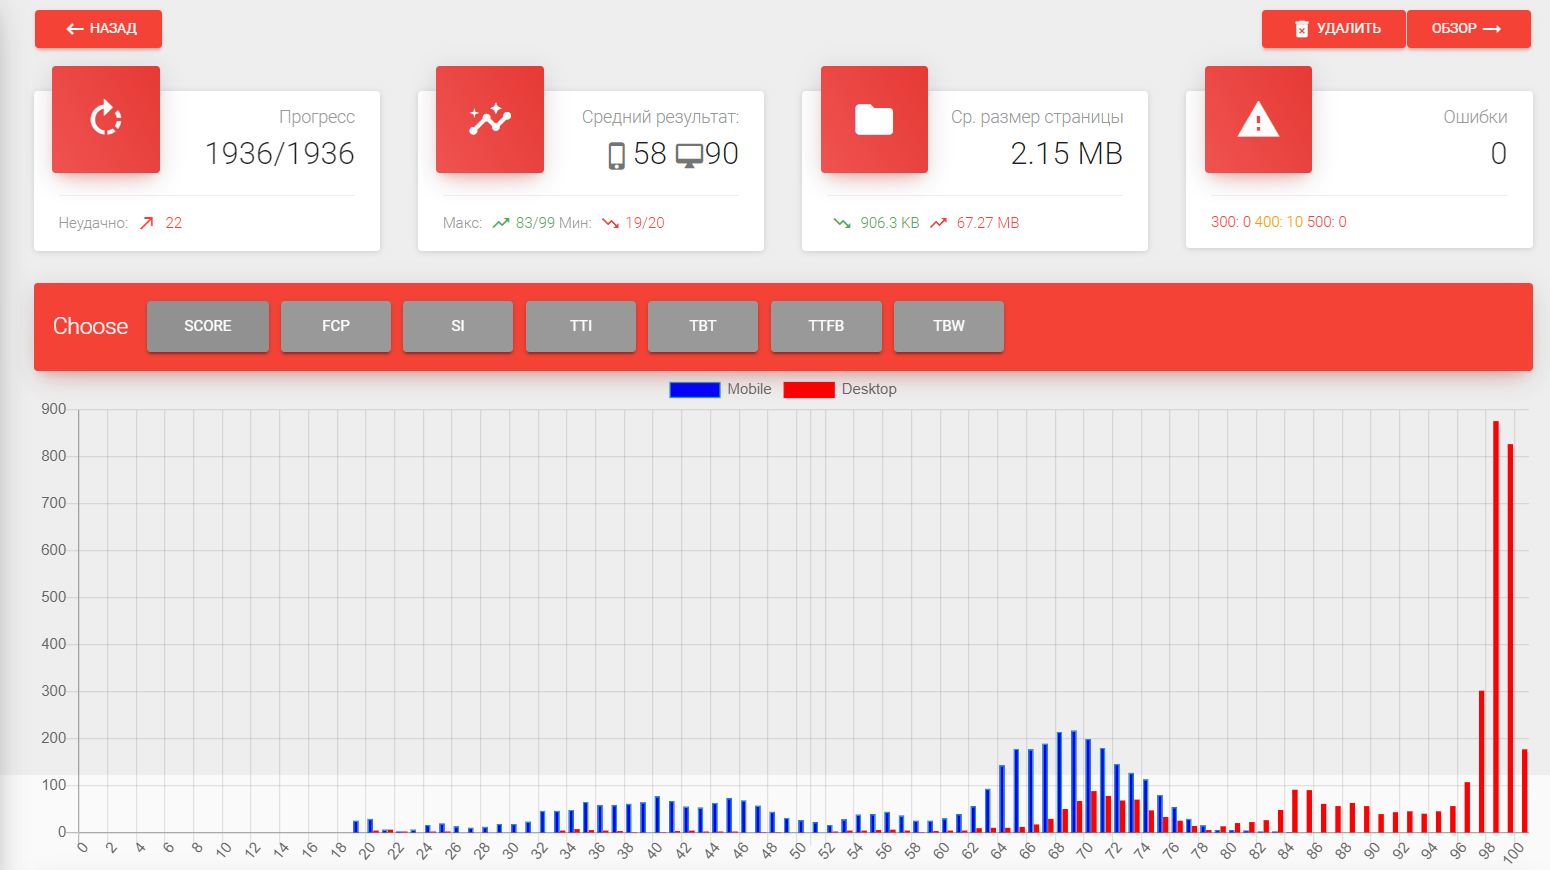 НАЗАД
УДАЛИТЬ
ОБЗОР
Прогресс
1936/1936
Неудачно: 22
Средний результат:
58 90
Макс: 83/99 Мин: 19/20
Ср. размер страницы
2.15 MB
906.3 KB 67.27 MB
Ошибки
0
300: 0 400: 10 500: 0
Choose
SCORE
FCP
SI
TTI
TBT
TTFB
TBW
Mobile
Desktop
900
800
700
600
500
400
300
200
100
0
0 2 4 6 8 10 12 14 16 18 20 22 24 26 28 30 32 34 36 38 40 42 44 46 48 50 52 54 56 58 60 62 64 66 68 70 72 74 76 78 80 82 84 86 88 90 92 94 96 98 100